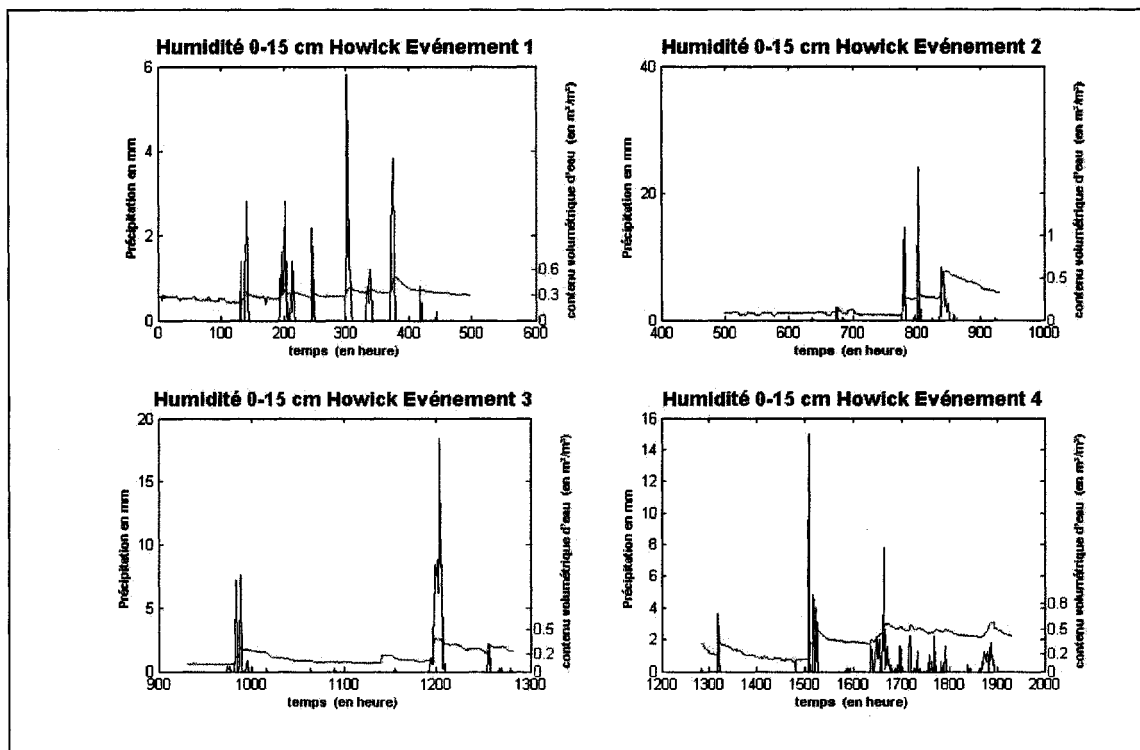 Humidité 0-15 cm Howick Evénement 1
6
4
2
0
Précipitation en mm
0.6
0.3
0
contenu volumétrique d'eau (en m³/m³)
0 100 200 300 400 500 600
temps (en heure)
Humidité 0-15 cm Howick Evénement 2
40
20
0
Précipitation en mm
1
0.5
0
contenu volumétrique d'eau (en m³/m³)
400 500 600 700 800 900 1000
temps (en heure)
Humidité 0-15 cm Howick Evénement 3
20
15
10
5
0
Précipitation en mm
0.5
0.2
0
contenu volumétrique d'eau (en m³/m³)
900 1000 1100 1200 1300
temps (en heure)
Humidité 0-15 cm Howick Evénement 4
16
14
12
10
8
6
4
2
0
Précipitation en mm
0.8
0.5
0.2
0
contenu volumétrique d'eau (en m³/m³)
1200 1300 1400 1500 1600 1700 1800 1900 2000
temps (en heure)